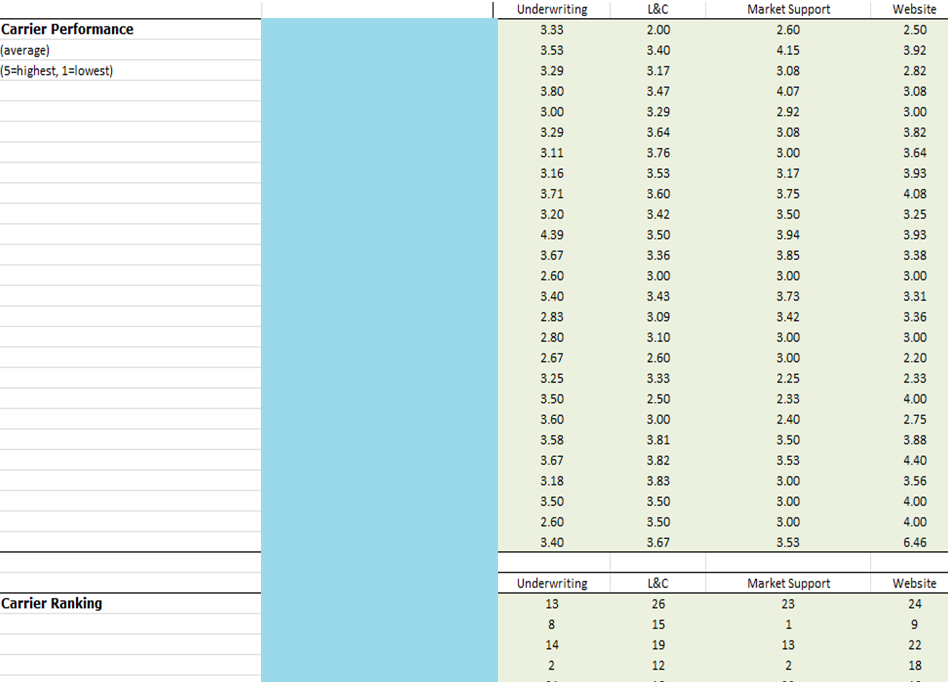 Underwriting L&C Market Support Website
Carrier Performance 3.33 2.00 2.60 2.50
(average) 3.53 3.40 4.15 3.92
(5=highest, 1=lowest) 3.29 3.17 3.08 2.82
3.80 3.47 4.07 3.08
3.00 3.29 2.92 3.00
3.29 3.64 3.08 3.82
3.11 3.76 3.00 3.64
3.16 3.53 3.17 3.93
3.71 3.60 3.75 4.08
3.20 3.42 3.50 3.25
4.39 3.50 3.94 3.93
3.67 3.36 3.85 3.38
2.60 3.00 3.00 3.00
3.40 3.43 3.73 3.31
2.83 3.09 3.42 3.36
2.80 3.10 3.00 3.00
2.67 2.60 3.00 2.20
3.25 3.33 2.25 2.33
3.50 2.50 2.33 4.00
3.60 3.00 2.40 2.75
3.58 3.81 3.50 3.88
3.67 3.82 3.53 4.40
3.18 3.83 3.00 3.56
3.50 3.50 3.00 4.00
2.60 3.50 3.00 4.00
3.40 3.67 3.53 6.46
Underwriting L&C Market Support Website
Carrier Ranking 13 26 23 24
8 15 1 9
14 19 13 22
2 12 2 18